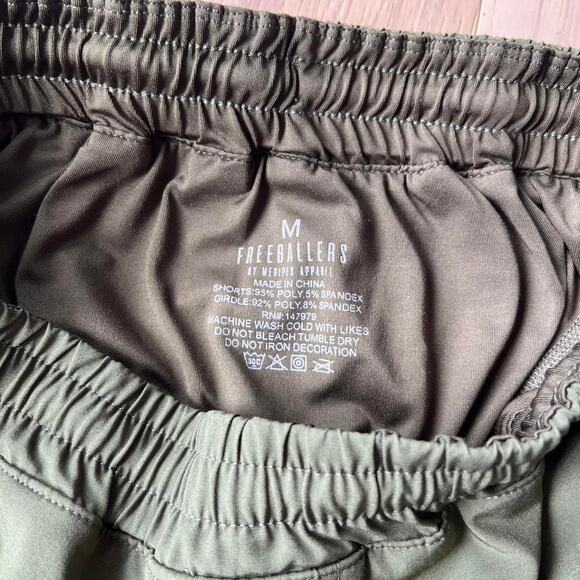 M
FREEBALLERS
BY MEDIPEX APPAREL
MADE IN CHINA
SHORTS:95% POLY,5% SPANDEX
GIRDLE:92% POLY,8% SPANDEX
RN#:147979
MACHINE WASH COLD WITH LIKES
DO NOT BLEACH TUMBLE DRY
DO NOT IRON DECORATION